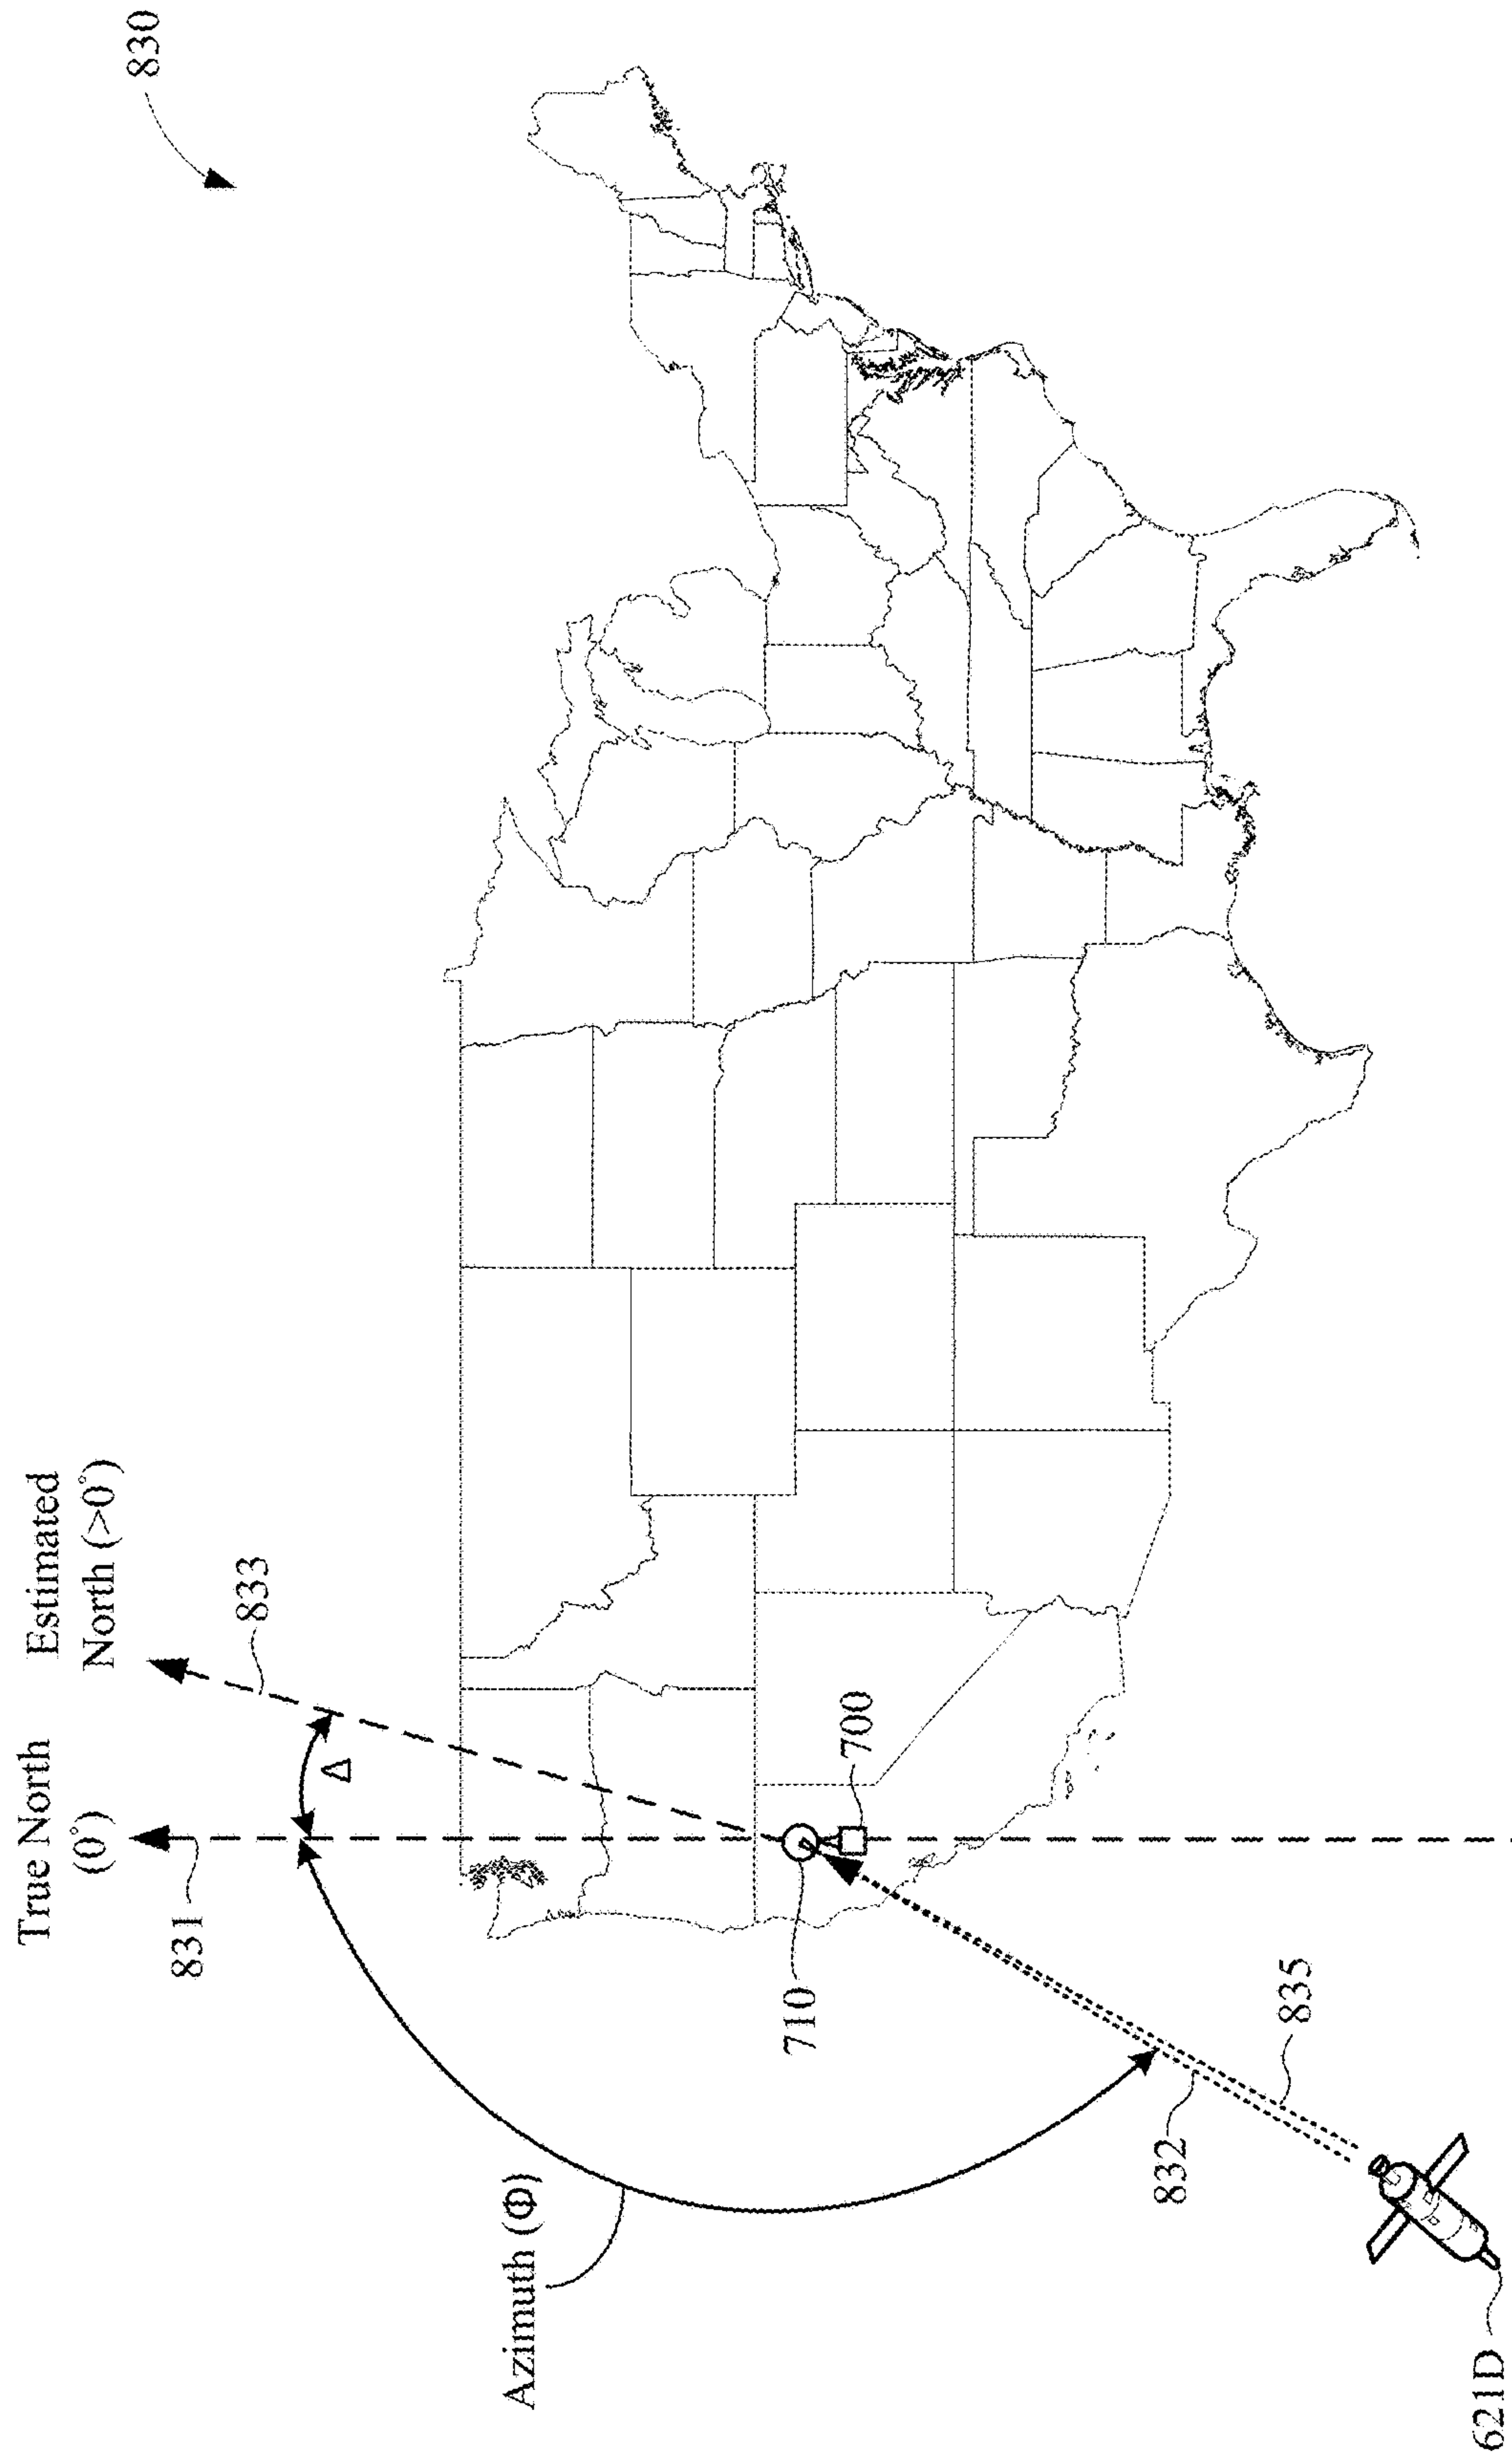 830
True North
(0°)
Estimated
North (>0°)
831
833
Δ
Azimuth (Φ)
710
700
832
835
621D